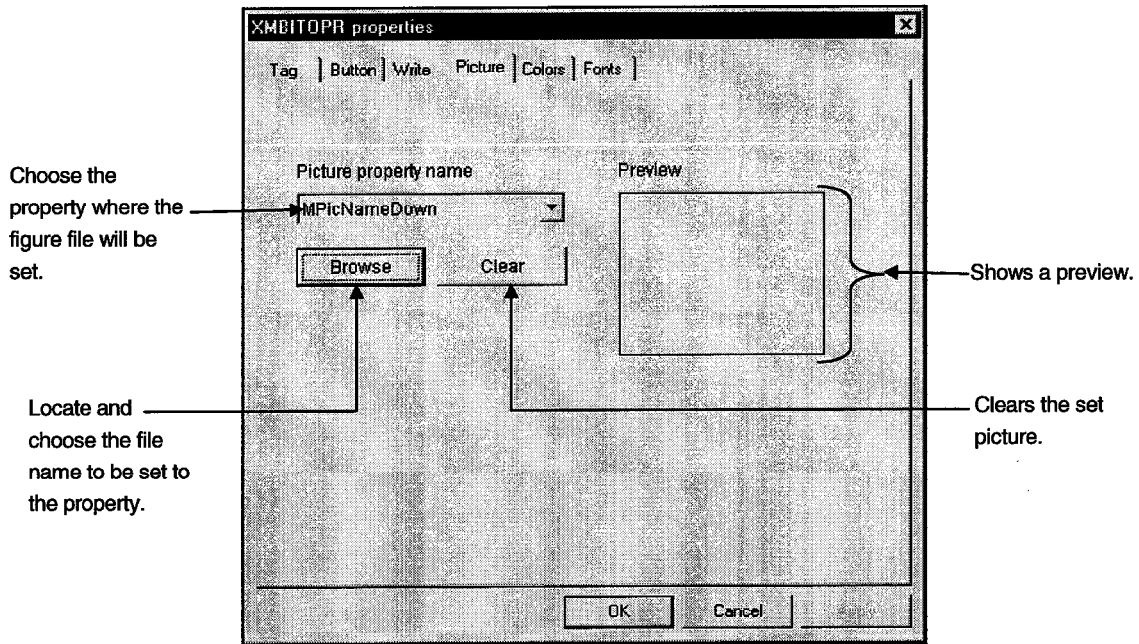 XMBITOPR properties
Tag Button Write Picture Colors Fonts
Choose the
property where the
figure file will be
set.
Picture property name
MPicNameDown
Browse Clear
Preview
Shows a preview.
Locate and
choose the file
name to be set to
the property.
Clears the set
picture.
OK Cancel Apply